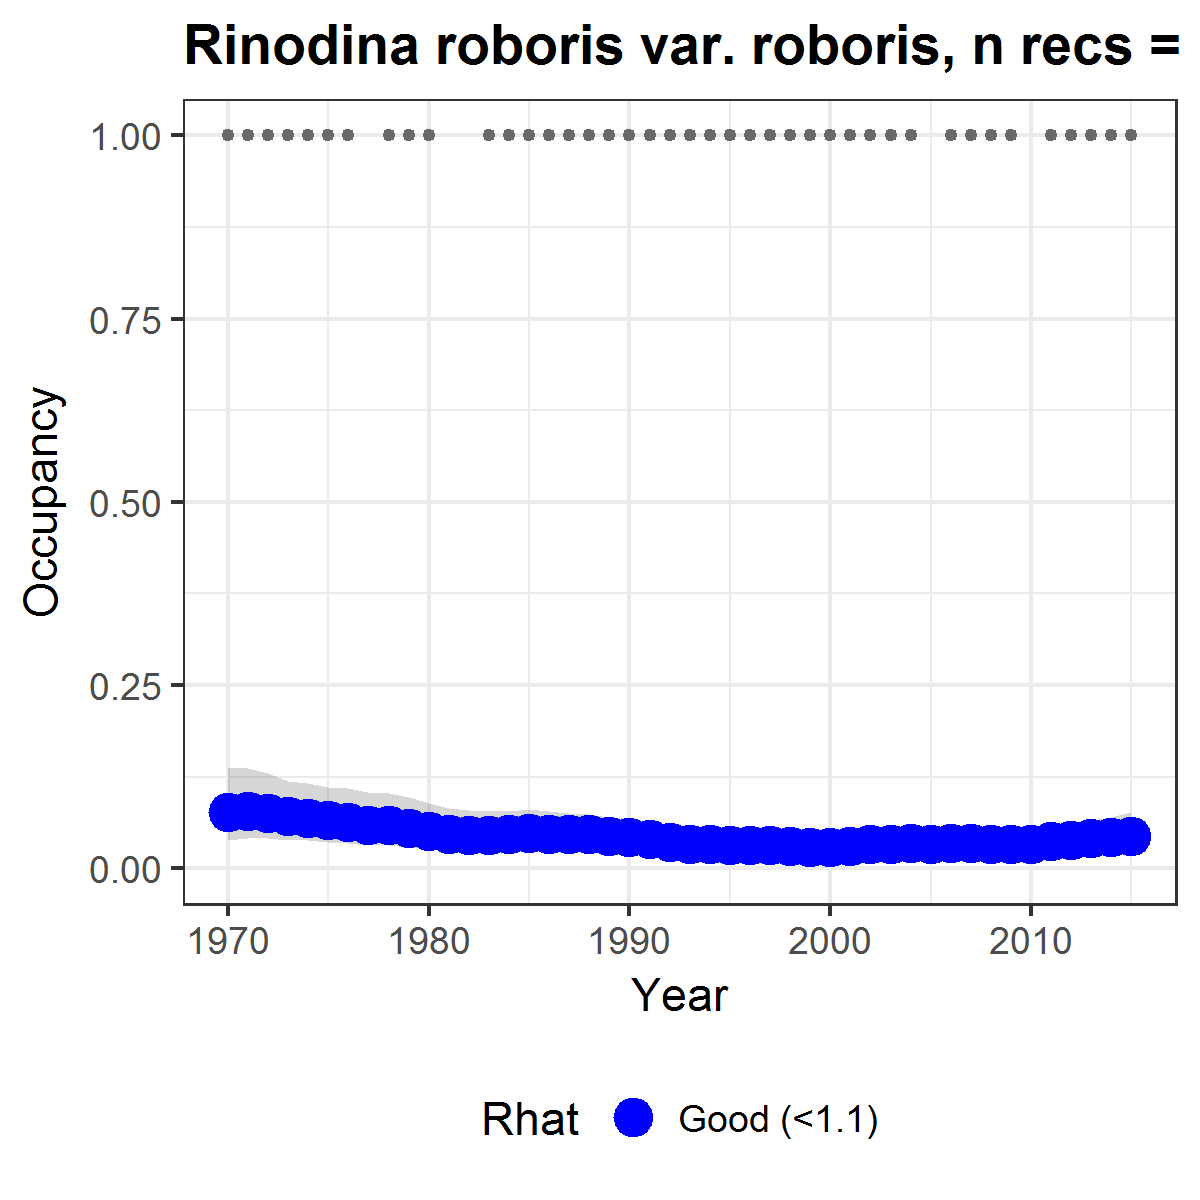 Rinodina roboris var. roboris, n recs =
1.00
0.75
0.50
0.25
0.00
Occupancy
1970 1980 1990 2000 2010
Year
Rhat Good (<1.1)